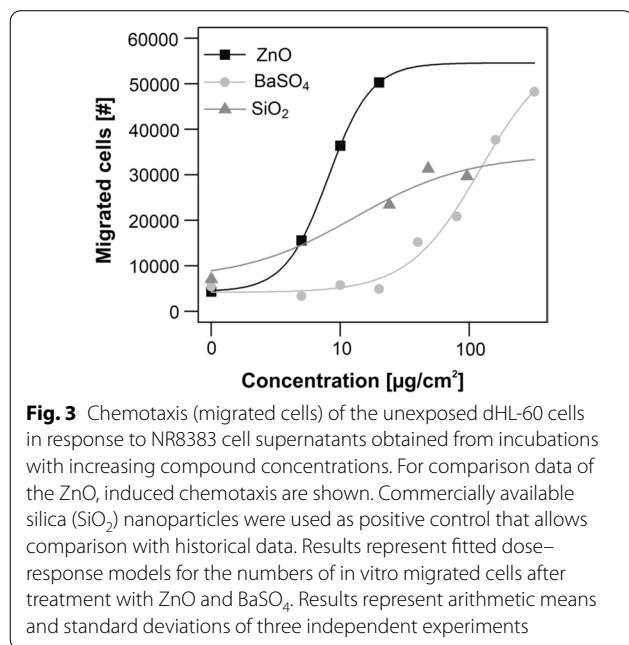 60000
50000
40000
30000
20000
10000
0
Migrated cells [#]
ZnO
BaSO₄
SiO₂
0 10 100
Concentration [µg/cm²]
Fig. 3 Chemotaxis (migrated cells) of the unexposed dHL-60 cells
in response to NR8383 cell supernatants obtained from incubations
with increasing compound concentrations. For comparison data of
the ZnO, induced chemotaxis are shown. Commercially available
silica (SiO₂) nanoparticles were used as positive control that allows
comparison with historical data. Results represent fitted dose–
response models for the numbers of in vitro migrated cells after
treatment with ZnO and BaSO₄. Results represent arithmetic means
and standard deviations of three independent experiments